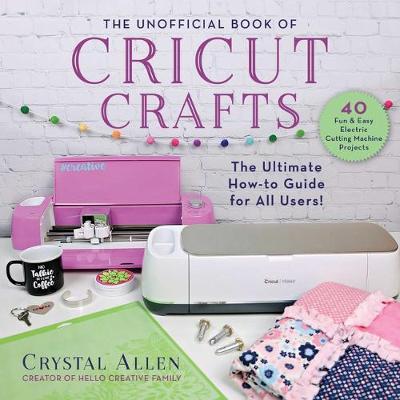 THE UNOFFICIAL BOOK OF
CRICUT
CRAFTS
40
Fun & Easy
Electric
Cutting Machine
Projects
#creative
The Ultimate
How-to Guide
for All Users!
No
Talkie
before
Coffee
Cricut Maker
CRYSTAL ALLEN
CREATOR OF HELLO CREATIVE FAMILY